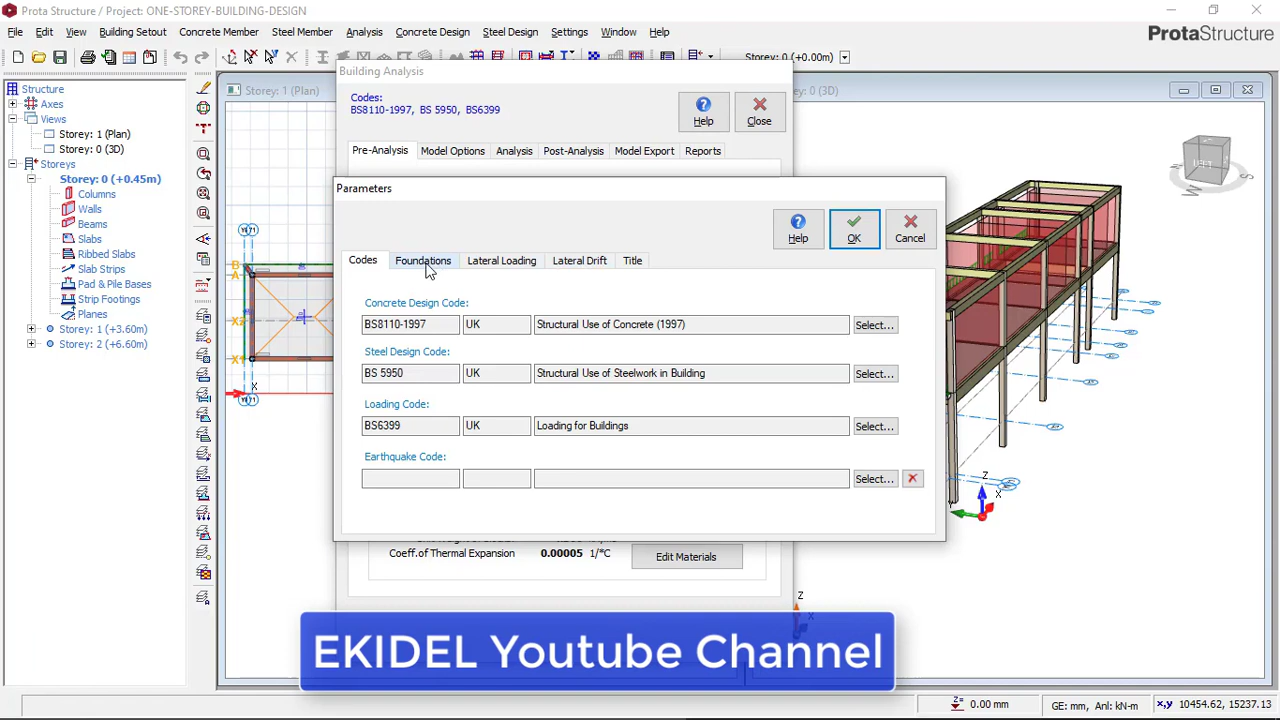 Prota Structure / Project: ONE-STOREY-BUILDING-DESIGN
File Edit View Building Setout Concrete Member Steel Member Analysis Concrete Design Steel Design Settings Window Help
ProtaStructure
Storey: 0 (+0.00m)
Structure
Axes
Views
Storey: 1 (Plan)
Storey: 0 (3D)
Storeys
Storey: 0 (+0.45m)
Columns
Walls
Beams
Slabs
Ribbed Slabs
Slab Strips
Pad & Pile Bases
Strip Footings
Planes
Storey: 1 (+3.60m)
Storey: 2 (+6.60m)
Storey: 1 (Plan)
B
A
X1
X
Building Analysis
Codes:
BS8110-1997, BS 5950, BS6399
Help
Close
Pre-Analysis Model Options Analysis Post-Analysis Model Export Reports
Parameters
Help
OK
Cancel
Codes Foundations Lateral Loading Lateral Drift Title
Concrete Design Code:
BS8110-1997 UK Structural Use of Concrete (1997) Select...
Steel Design Code:
BS 5950 UK Structural Use of Steelwork in Building Select...
Loading Code:
BS6399 UK Loading for Buildings Select...
Earthquake Code:
Select...
Coeff.of Thermal Expansion 0.00005 1/°C
Edit Materials
0 (3D)
LEFT
W
S
Z
X
Y
Z
X
EKIDEL Youtube Channel
Z= 0.00 mm
GE: mm, Anl: kN-m
x,y 10454.62, 15237.13